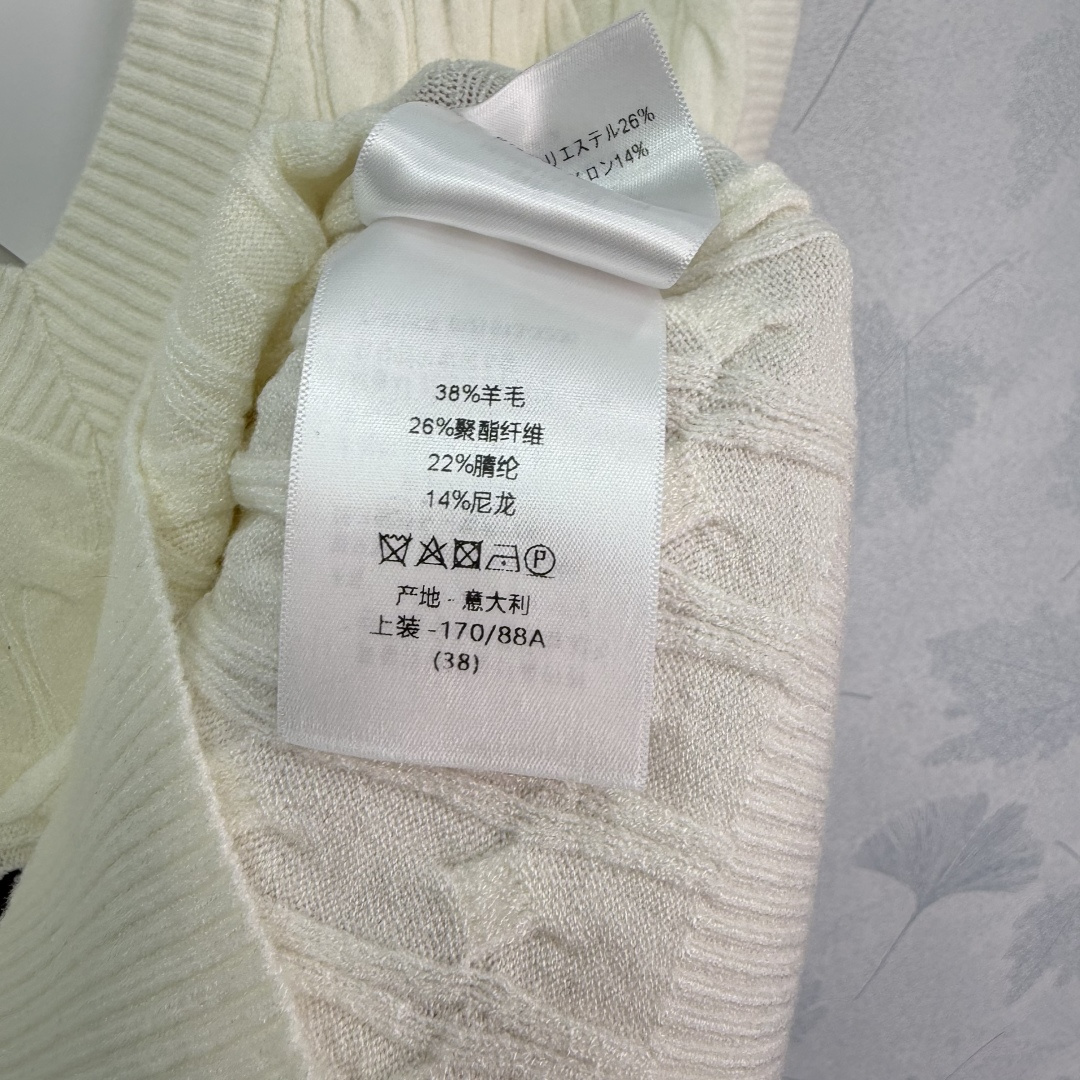 リエステル26%
ロン14%
38%羊毛
26%聚酯纤维
22%腈纶
14%尼龙
P
产地 - 意大利
上装 -170/88A
(38)